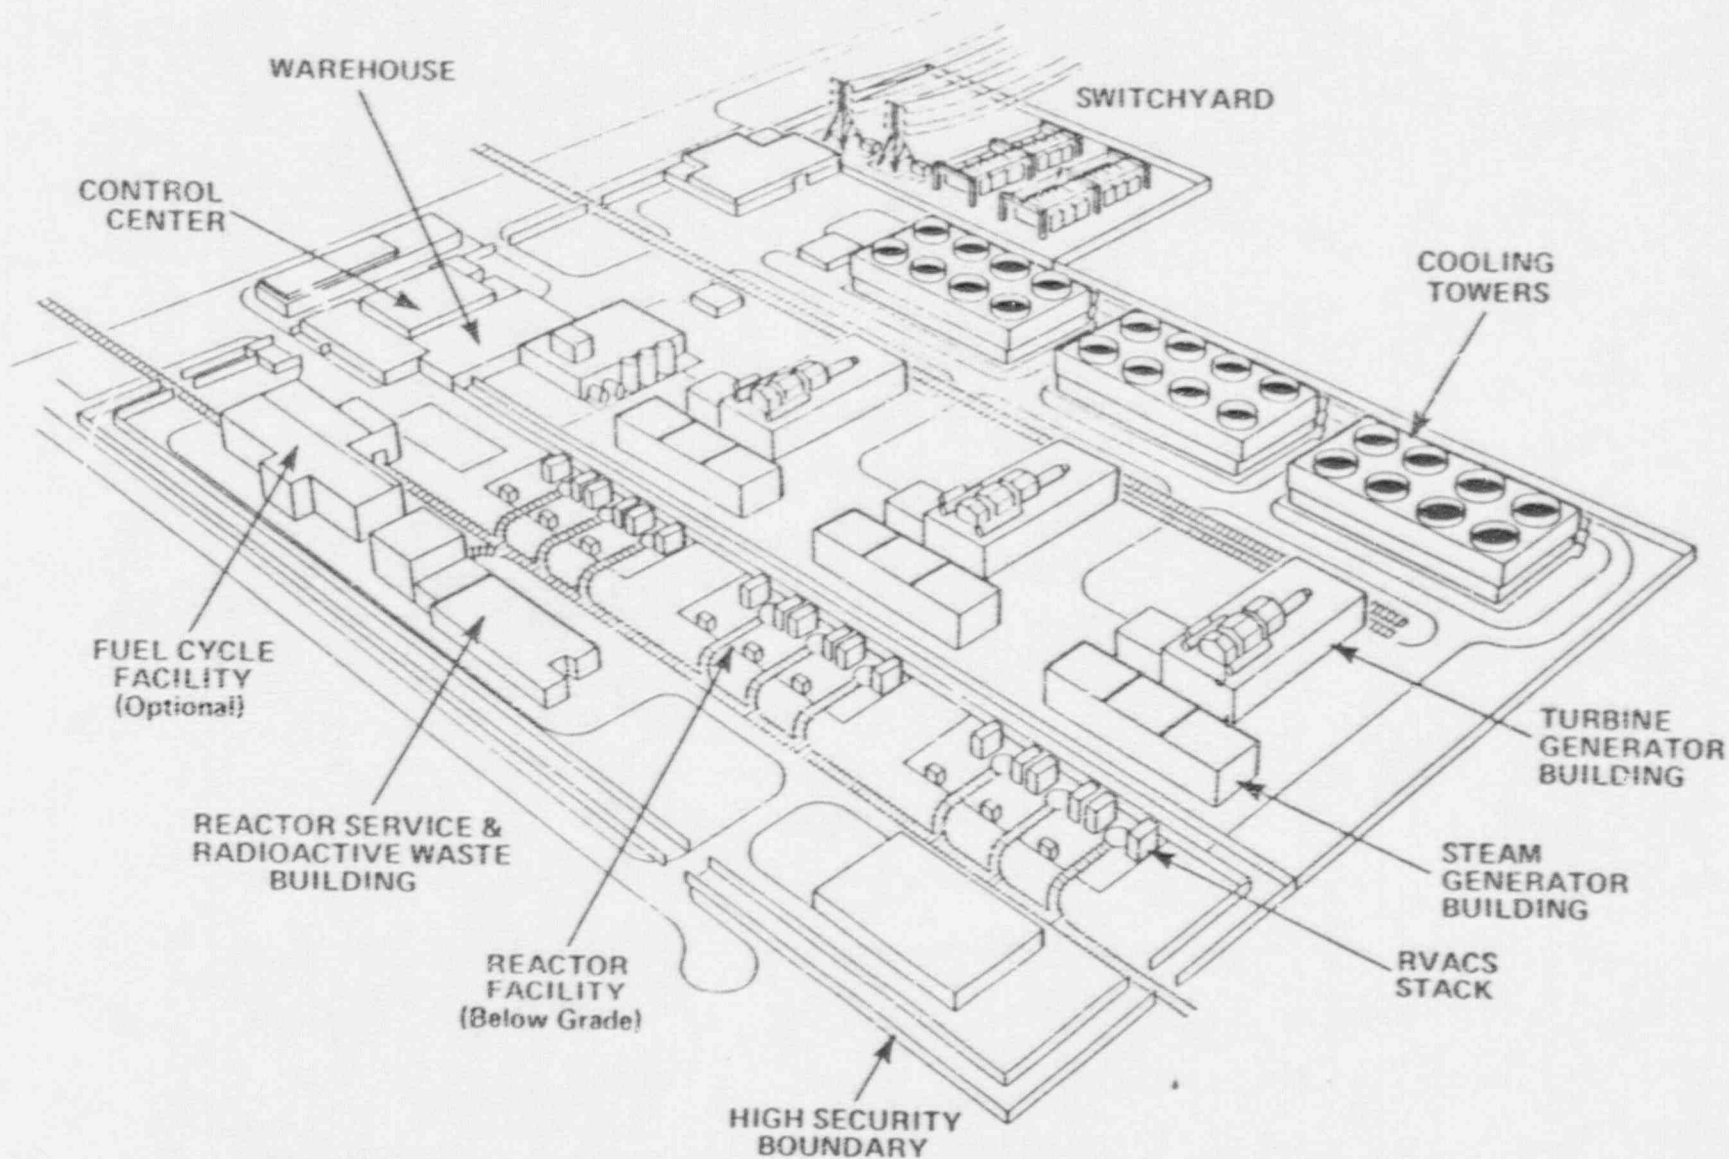 WAREHOUSE
SWITCHYARD
CONTROL
CENTER
COOLING
TOWERS
FUEL CYCLE
FACILITY
(Optional)
TURBINE
GENERATOR
BUILDING
REACTOR SERVICE &
RADIOACTIVE WASTE
BUILDING
STEAM
GENERATOR
BUILDING
REACTOR
FACILITY
(Below Grade)
RVACS
STACK
HIGH SECURITY
BOUNDARY